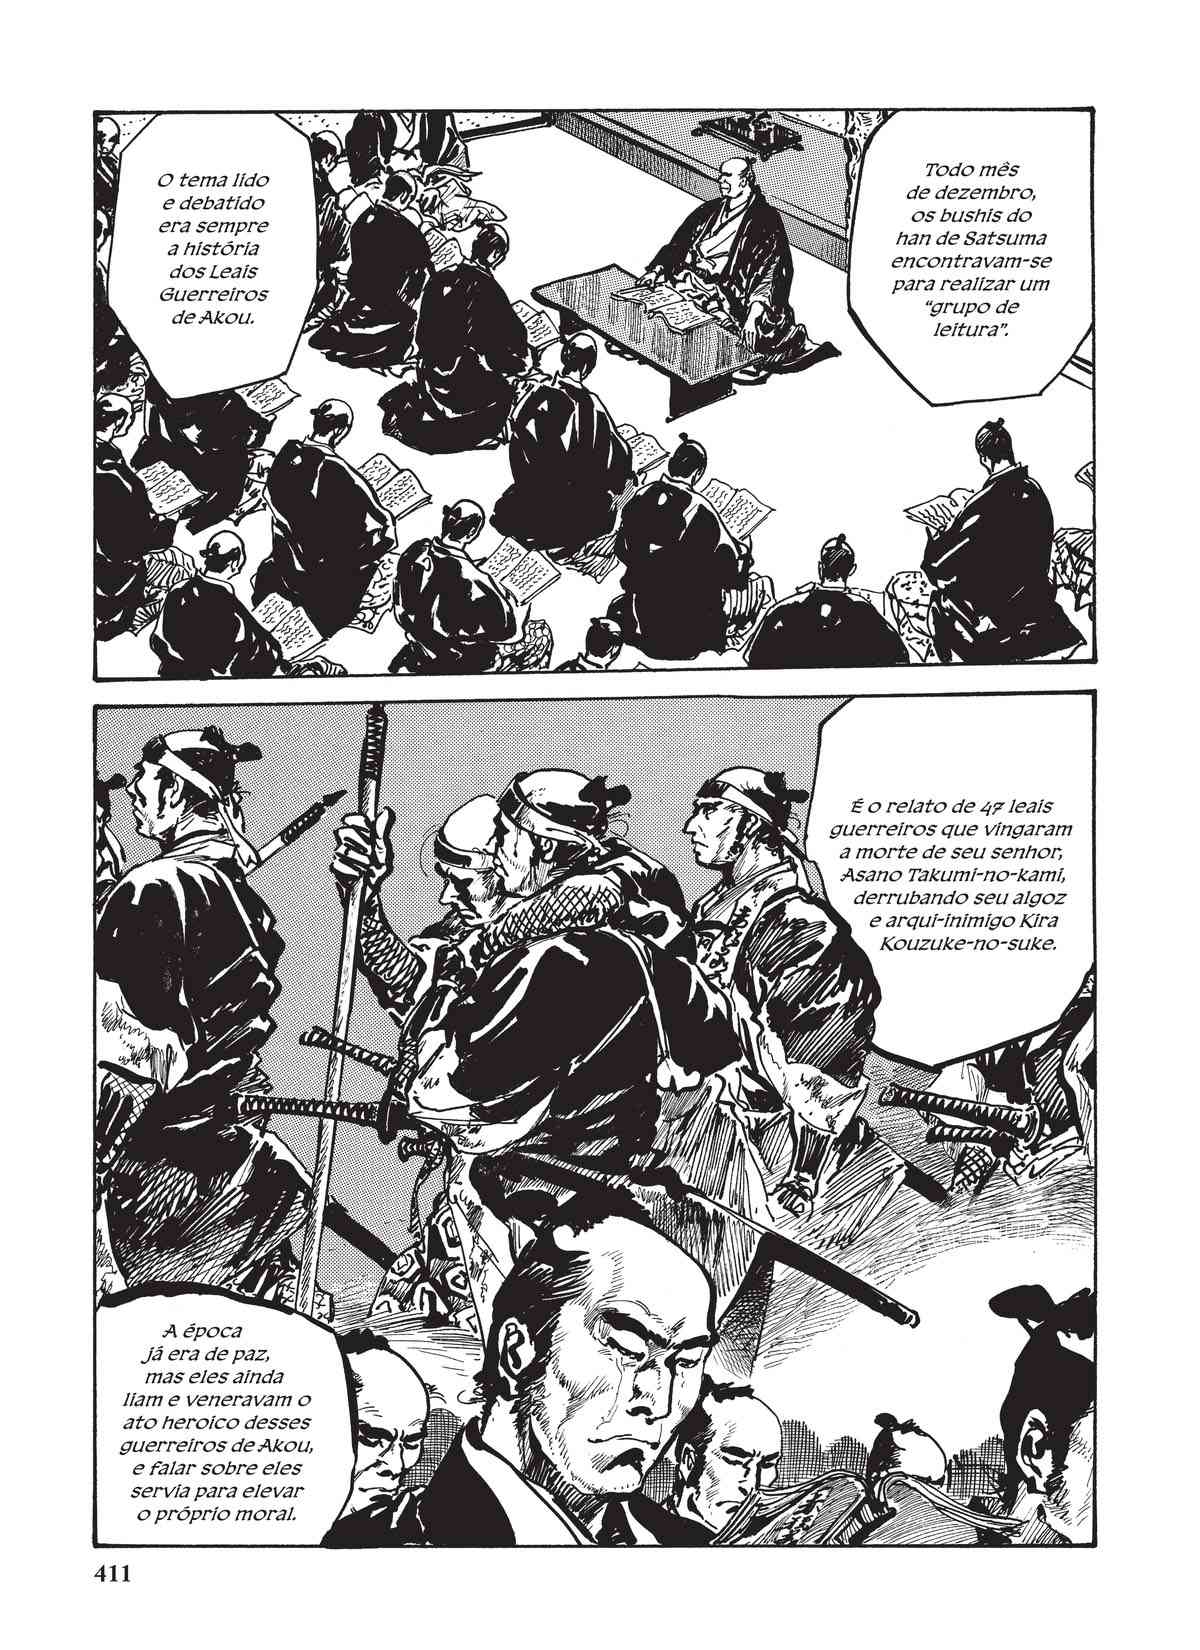 Todo mês
de dezembro,
os bushis do
han de Satsuma
encontravam-se
para realizar um
“grupo de
leitura”.
O tema lido
e debatido
era sempre
a história
dos Leais
Guerreiros
de Akou.
É o relato de 47 leais
guerreiros que vingaram
a morte de seu senhor,
Asano Takumi-no-kami,
derrubando seu algoz
e arqui-inimigo Kira
Kouzuke-no-suke.
A época
já era de paz,
mas eles ainda
liam e veneravam o
ato heroico desses
guerreiros de Akou,
e falar sobre eles
servia para elevar
o próprio moral.
411